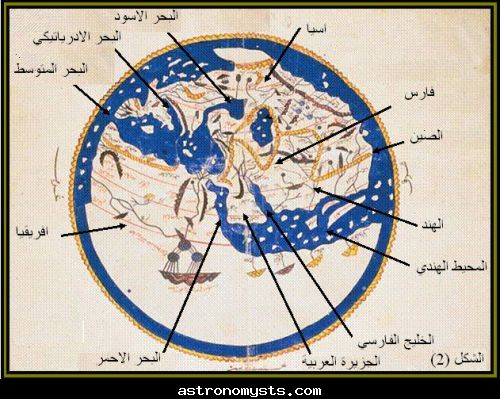 البحر الاسود
اسيا
البحر الادرياتيكي
البحر المتوسط
فارس
الصين
الهند
افريقيا
المحيط الهندي
الخليج الفارسي
البحر الاحمر
الجزيرة العربية
الشكل (2)
astronomysts.com